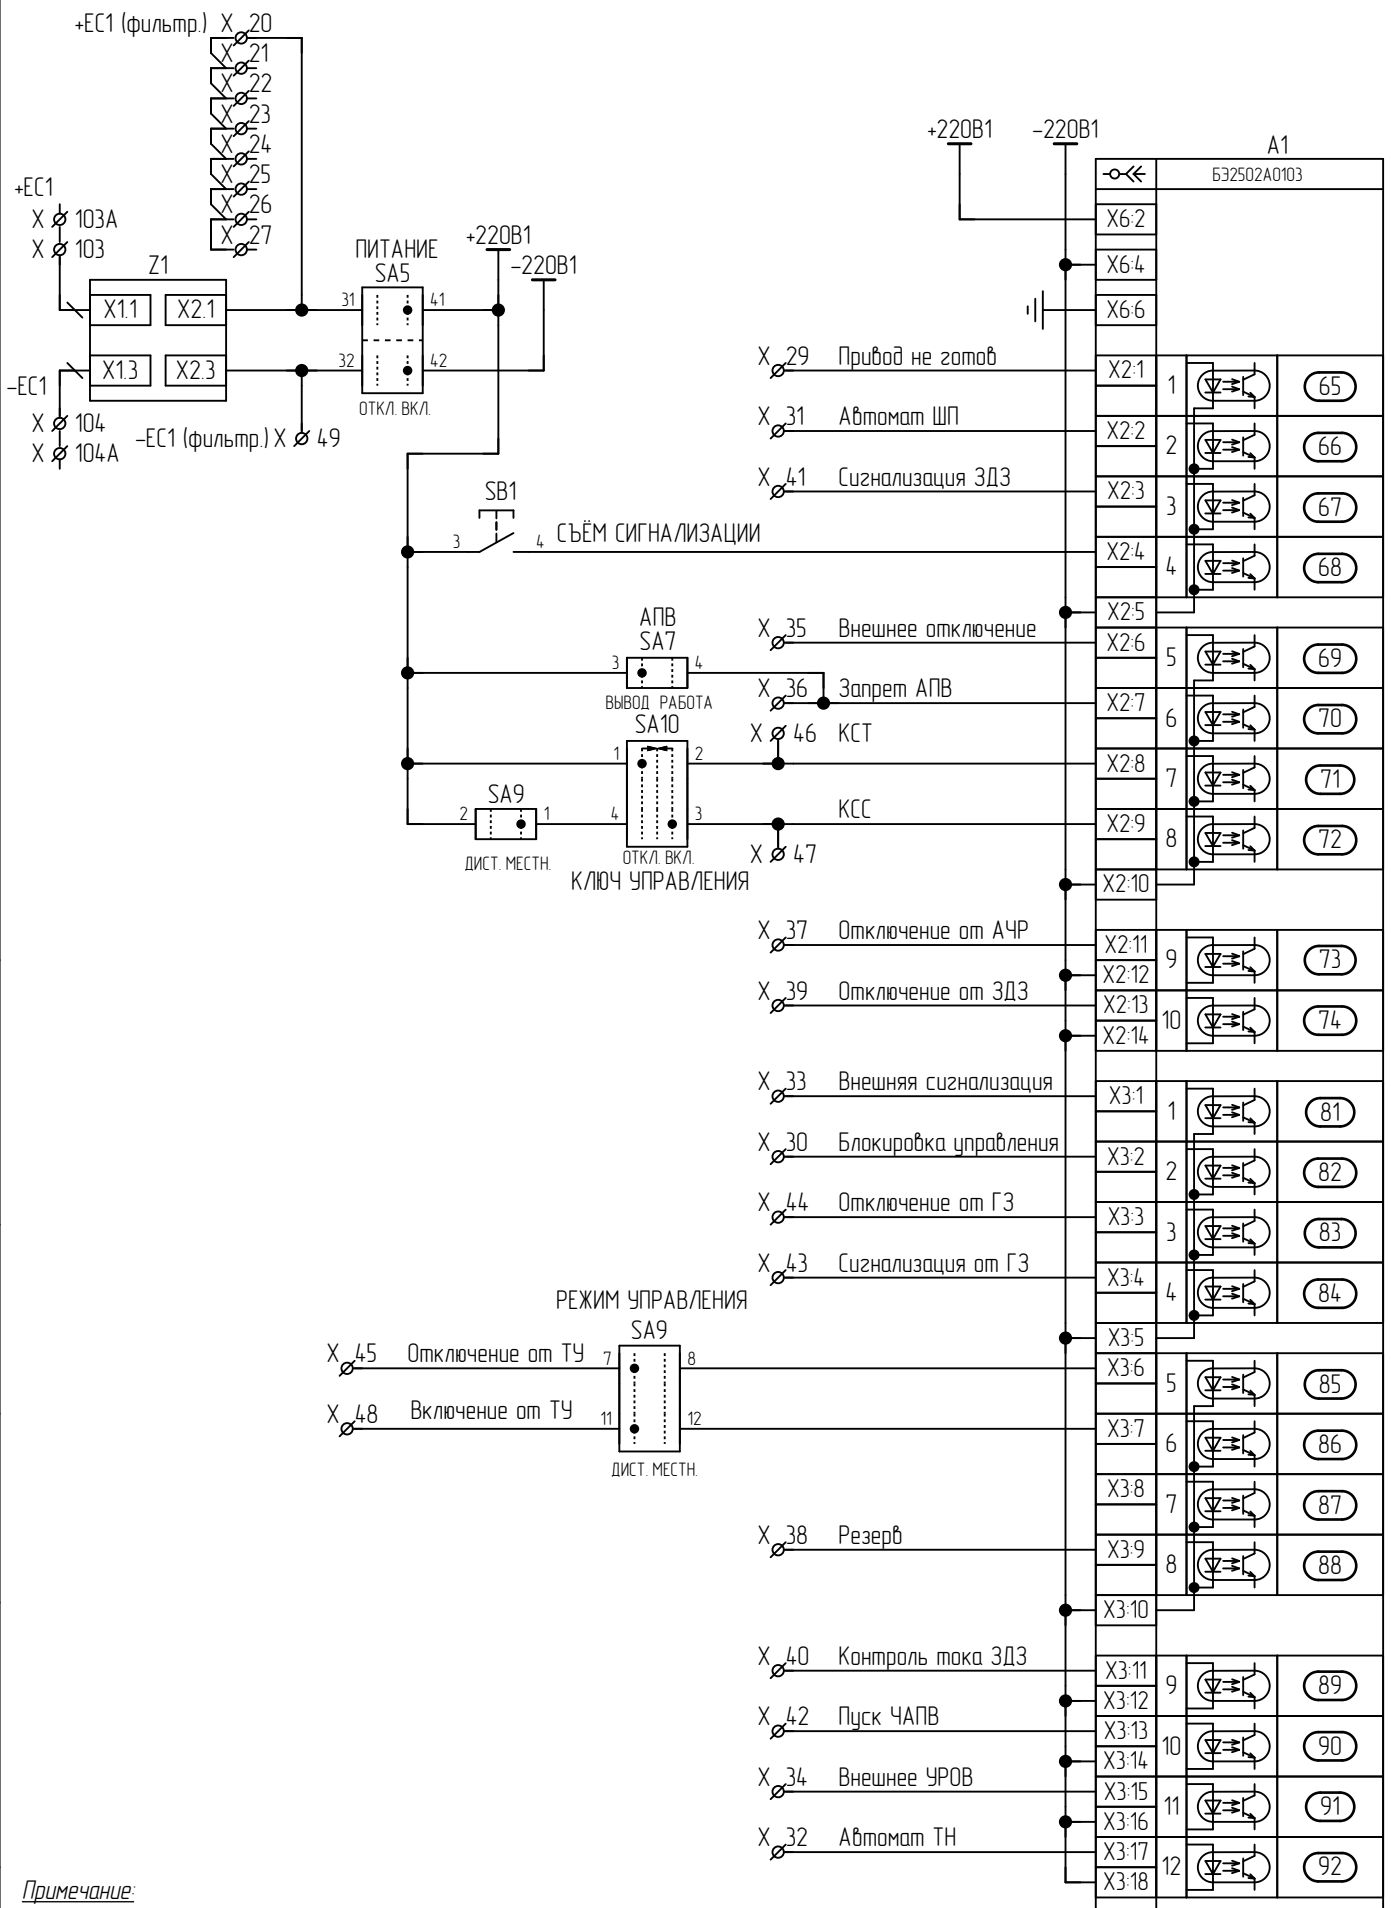 +ЕС1 (фильтр.) X 20
X 21
X 22
X 23
X 24
X 25
X 26
X 27
+ЕС1
X 103А
X 103
Z1
X1.1 X2.1
X1.3 X2.3
-ЕС1
X 104
X 104А
-ЕС1 (фильтр.) X 49
ПИТАНИЕ
SA5
31 41
32 42
ОТКЛ. ВКЛ.
+220В1
-220В1
+220В1 -220В1
А1
БЭ2502А0103
X6:2
X6:4
X6:6
X 29 Привод не готов X2:1 1 65
X 31 Автомат ШП X2:2 2 66
X 41 Сигнализация ЗДЗ X2:3 3 67
SB1
3 4 СЪЁМ СИГНАЛИЗАЦИИ X2:4 4 68
X2:5
X 35 Внешнее отключение X2:6 5 69
АПВ
SA7
3 4
ВЫВОД РАБОТА
X 36 Запрет АПВ X2:7 6 70
SA10
X 46 КСТ
1 2 X2:8 7 71
SA9
2 1 4 3 КСС X2:9 8 72
X 47
ДИСТ. МЕСТН.
ОТКЛ. ВКЛ.
КЛЮЧ УПРАВЛЕНИЯ
X2:10
X 37 Отключение от АЧР X2:11 9 73
X2:12
X 39 Отключение от ЗДЗ X2:13 10 74
X2:14
X 33 Внешняя сигнализация X3:1 1 81
X 30 Блокировка управления X3:2 2 82
X 44 Отключение от ГЗ X3:3 3 83
X 43 Сигнализация от ГЗ X3:4 4 84
X3:5
РЕЖИМ УПРАВЛЕНИЯ
SA9
X 45 Отключение от ТУ 7 8 X3:6 5 85
X 48 Включение от ТУ 11 12 X3:7 6 86
ДИСТ. МЕСТН.
X3:8 7 87
X 38 Резерв X3:9 8 88
X3:10
X 40 Контроль тока ЗДЗ X3:11 9 89
X3:12
X 42 Пуск ЧАПВ X3:13 10 90
X3:14
X 34 Внешнее УРОВ X3:15 11 91
X3:16
X 32 Автомат ТН X3:17 12 92
X3:18
Примечание: